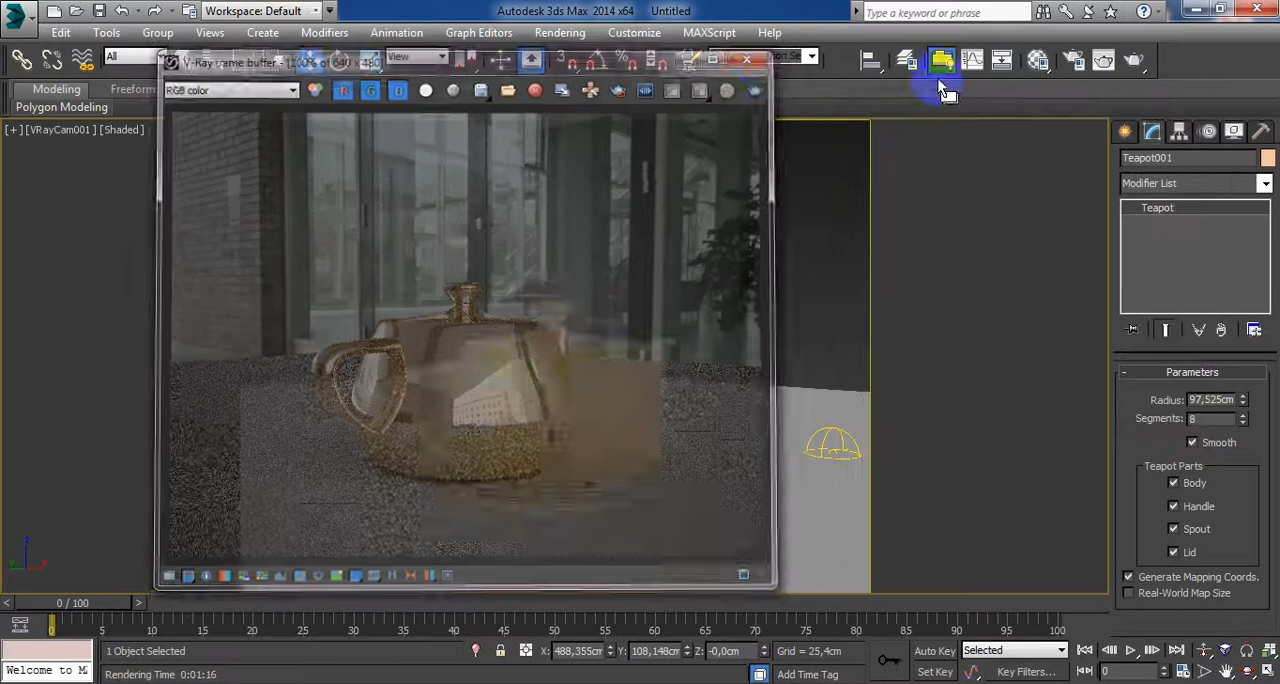 Workspace: Default
Autodesk 3ds Max 2014 x64
Untitled
Type a keyword or phrase
Edit Tools Group Views Create Modifiers Animation Graph Editors Rendering Customize MAXScript Help
All
View
V-Ray frame buffer - [100% of 640 x 480]
Modeling
Freeform
RGB color
R
Polygon Modeling
[+] [VRayCam001] [Shaded]
Teapot001
Modifier List
Teapot
Parameters
Radius: 97,525cm
Segments: 8
Smooth
Teapot Parts
Body
Handle
Spout
Lid
Generate Mapping Coords.
Real-World Map Size
0 / 100
0 5 10 15 20 25 30 35 40 45 50 55 60 65 70 75 80 85 90 95 100
1 Object Selected
X: 488,355cm
Y: 108,148cm
Z: -0,0cm
Grid = 25,4cm
Auto Key
Selected
Welcome to M
Rendering Time 0:01:16
Add Time Tag
Set Key
Key Filters...
0